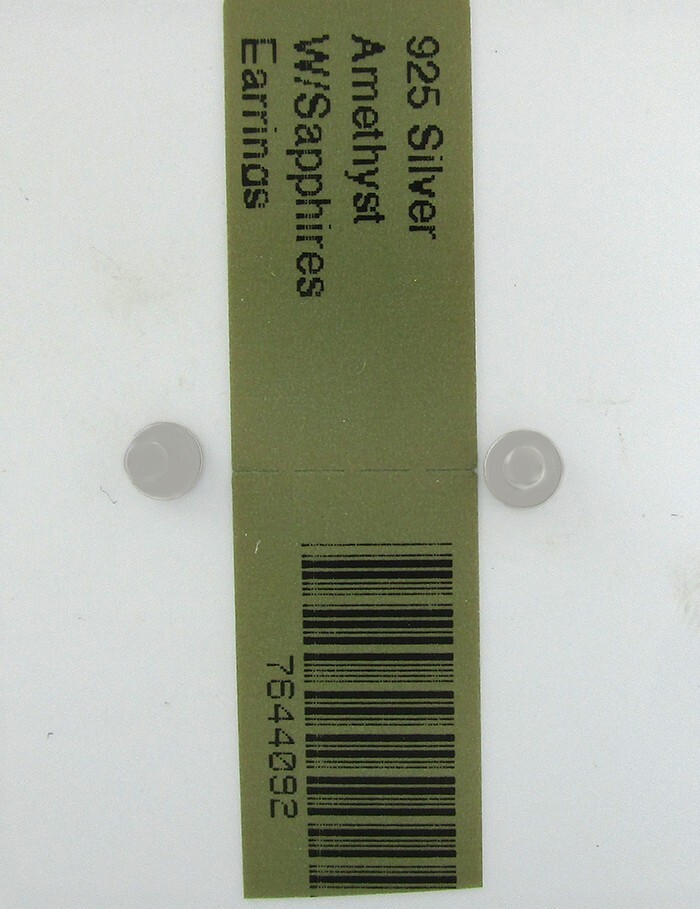 925 Silver
Amethyst
W/Sapphires
Earrings
7644092